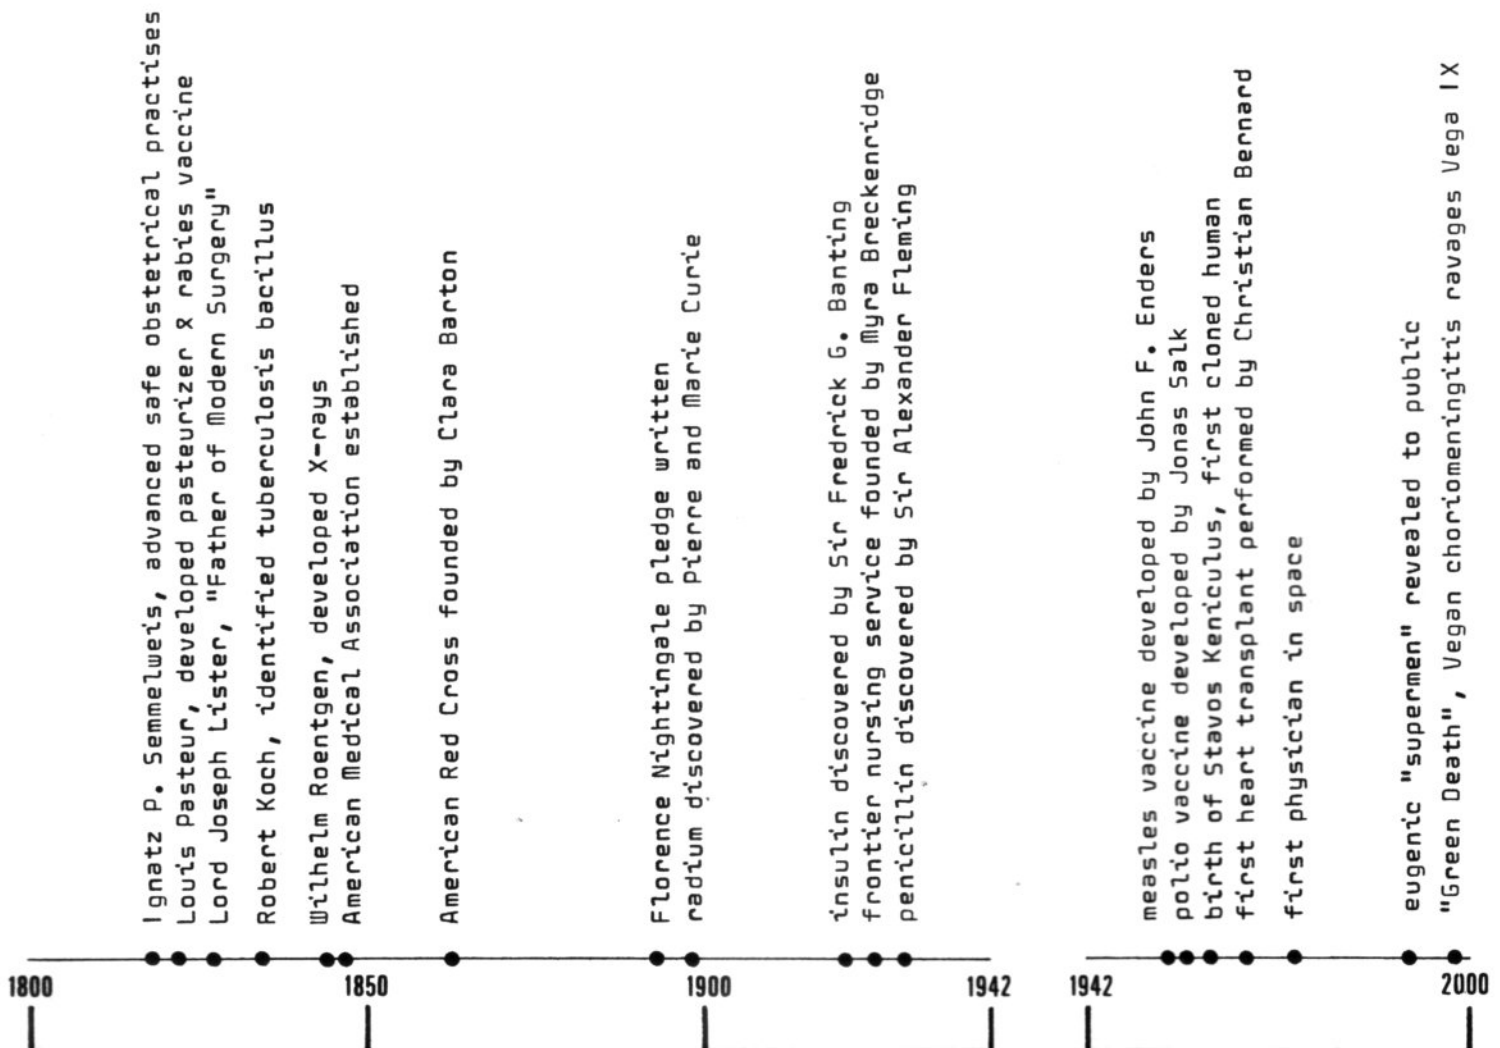 Ignatz P. Semmelweis, advanced safe obstetrical practises
Louis Pasteur, developed pasteurizer & rabies vaccine
Lord Joseph Lister, "Father of Modern Surgery"
Robert Koch, identified tuberculosis bacillus
Wilhelm Roentgen, developed X-rays
American Medical Association established
American Red Cross founded by Clara Barton
Florence Nightingale pledge written
radium discovered by Pierre and Marie Curie
insulin discovered by Sir Fredrick G. Banting
frontier nursing service founded by Myra Breckenridge
penicillin discovered by Sir Alexander Fleming
measles vaccine developed by John F. Enders
polio vaccine developed by Jonas Salk
birth of Stavos Keniculus, first cloned human
first heart transplant performed by Christian Bernard
first physician in space
eugenic "supermen" revealed to public
"Green Death", Vegan choriomeningitis ravages Vega IX
1800
1850
1900
1942
1942
2000